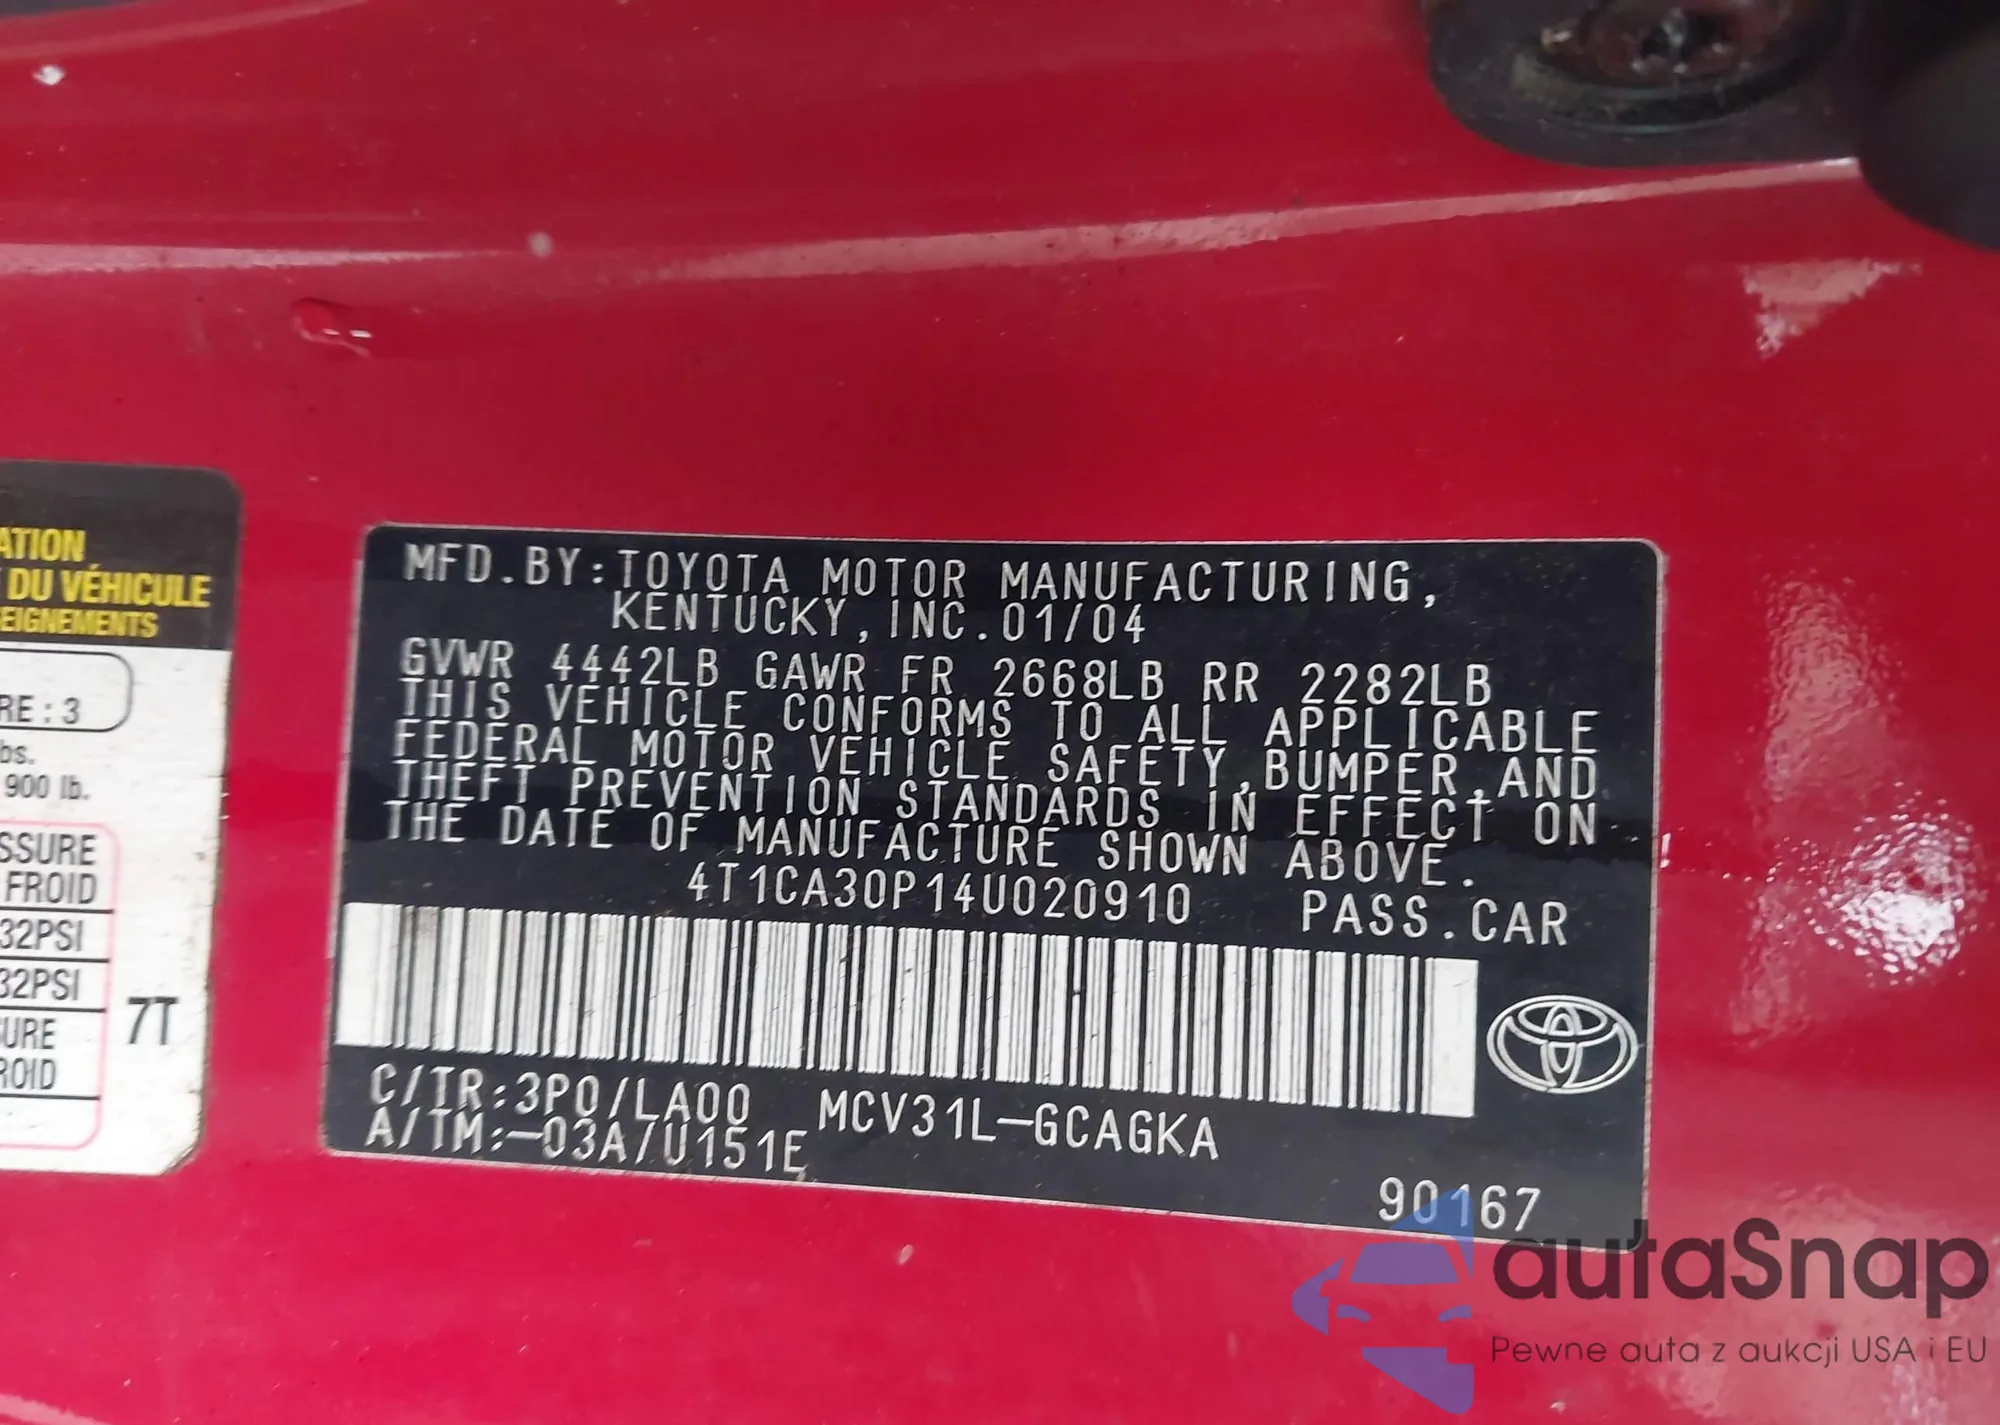 ATION
DU VÉHICULE
EIGNEMENTS
RE : 3
bs.
900 lb.
SSURE
FROID
32PSI
32PSI
URE
ROID
7T
MFD.BY:TOYOTA MOTOR MANUFACTURING,
KENTUCKY,INC.01/04
GVWR 4442LB GAWR FR 2668LB RR 2282LB
THIS VEHICLE CONFORMS TO ALL APPLICABLE
FEDERAL MOTOR VEHICLE SAFETY,BUMPER,AND
THEFT PREVENTION STANDARDS IN EFFECT ON
THE DATE OF MANUFACTURE SHOWN ABOVE.
4T1CA30P14U020910 PASS.CAR
C/TR:3P0/LA00 MCV31L-GCAGKA
A/TM:-03A/U151E
90167
autaSnap
Pewne auta z aukcji USA i EU